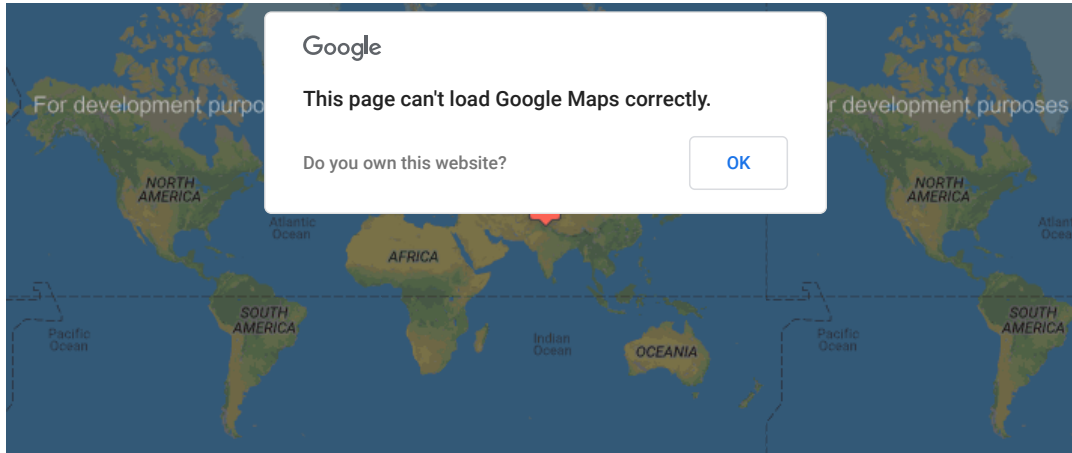 Google
This page can't load Google Maps correctly.
Do you own this website?
OK
For development purpo
r development purposes
NORTH
AMERICA
NORTH
AMERICA
Atlantic
Ocean
Atlan
Ocea
AFRICA
SOUTH
AMERICA
SOUTH
AMERICA
Pacific
Ocean
Indian
Ocean
OCEANIA
Pacific
Ocean